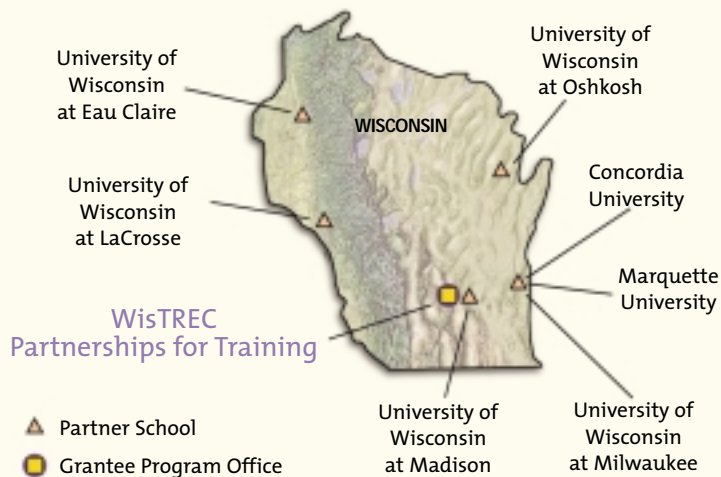 University of
Wisconsin
at Eau Claire
University of
Wisconsin
at Oshkosh
WISCONSIN
University of
Wisconsin
at LaCrosse
Concordia
University
Marquette
University
WisTREC
Partnerships for Training
University of
Wisconsin
at Madison
University of
Wisconsin
at Milwaukee
Partner School
Grantee Program Office